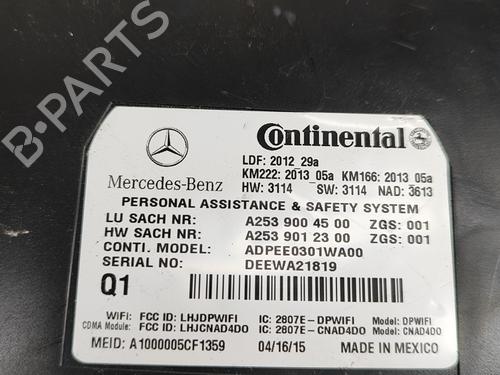 B-PARTS
Continental
LDF: 2012_29a
KM222: 2013_05a KM166: 2013_05a
HW: 3114 SW: 3114 NAD: 3613
Mercedes-Benz
PERSONAL ASSISTANCE & SAFETY SYSTEM
LU SACH NR: A253 900 45 00 ZGS: 001
HW SACH NR: A253 901 23 00 ZGS: 001
CONTI. MODEL: ADPEE0301WA00
SERIAL NR: DEEWA21819
Q1
WiFi: FCC ID: LHJDPWIFI IC: 2807E-DPWIFI Model: DPWIFI
CDMA Module: FCC ID: LHJCNAD4DO IC: 2807E-CNAD4DO Model: CNAD4DO
MEID: A1000005CF1359 04/16/15 MADE IN MEXICO